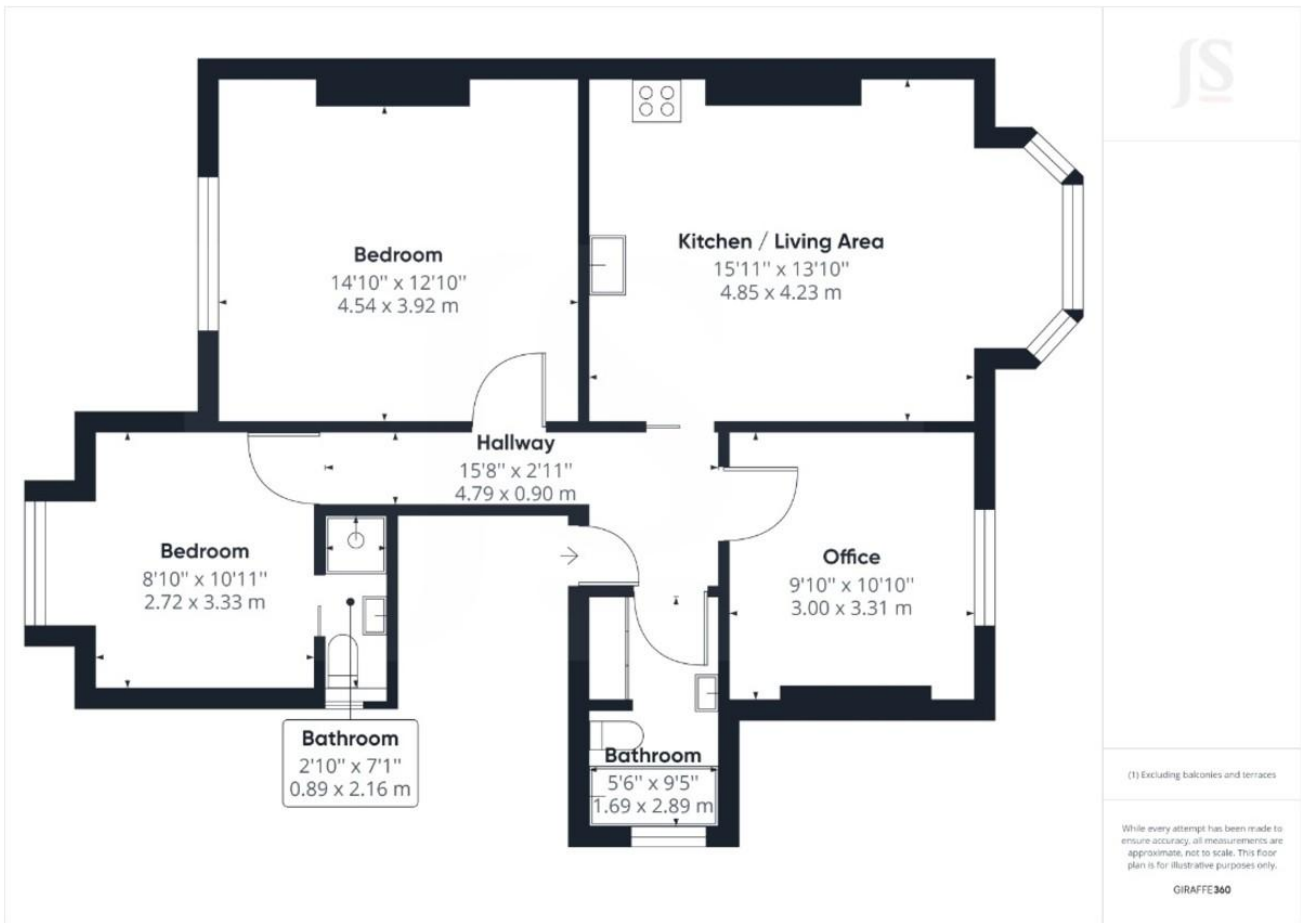 JS
Bedroom
14'10" x 12'10"
4.54 x 3.92 m
Kitchen / Living Area
15'11" x 13'10"
4.85 x 4.23 m
Hallway
15'8" x 2'11"
4.79 x 0.90 m
Bedroom
8'10" x 10'11"
2.72 x 3.33 m
Office
9'10" x 10'10"
3.00 x 3.31 m
Bathroom
2'10" x 7'1"
0.89 x 2.16 m
Bathroom
5'6" x 9'5"
1.69 x 2.89 m
(1) Excluding balconies and terraces
While every attempt has been made to
ensure accuracy, all measurements are
approximate, not to scale. This floor
plan is for illustrative purposes only.
GIRAFFE360